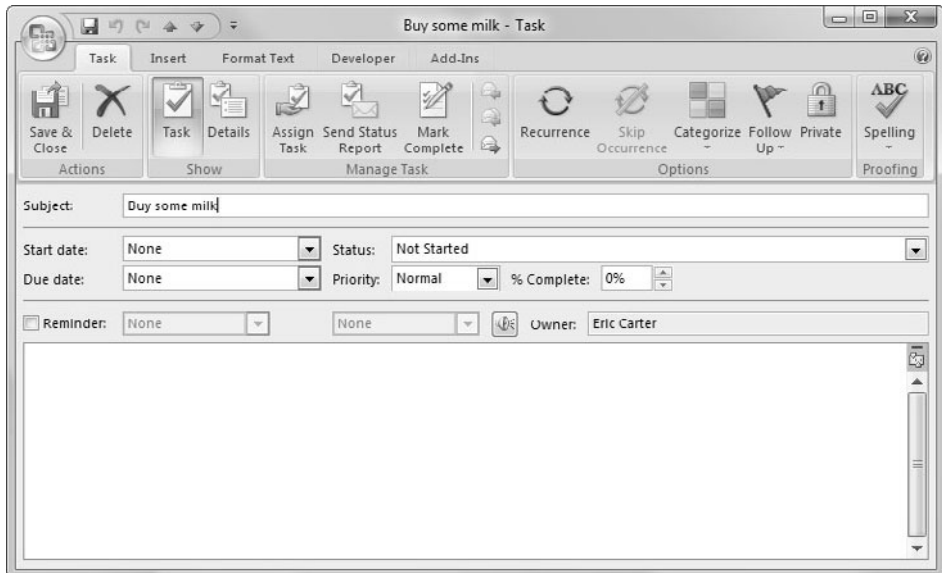 Buy some milk - Task
Task Insert Format Text Developer Add-Ins
Save & Close Delete Task Details Assign Task Send Status Report Mark Complete Recurrence Skip Occurrence Categorize Follow Up Private ABC Spelling
Actions Show Manage Task Options Proofing
Subject: Buy some milk
Start date: None Status: Not Started
Due date: None Priority: Normal % Complete: 0%
Reminder: None None Owner: Eric Carter